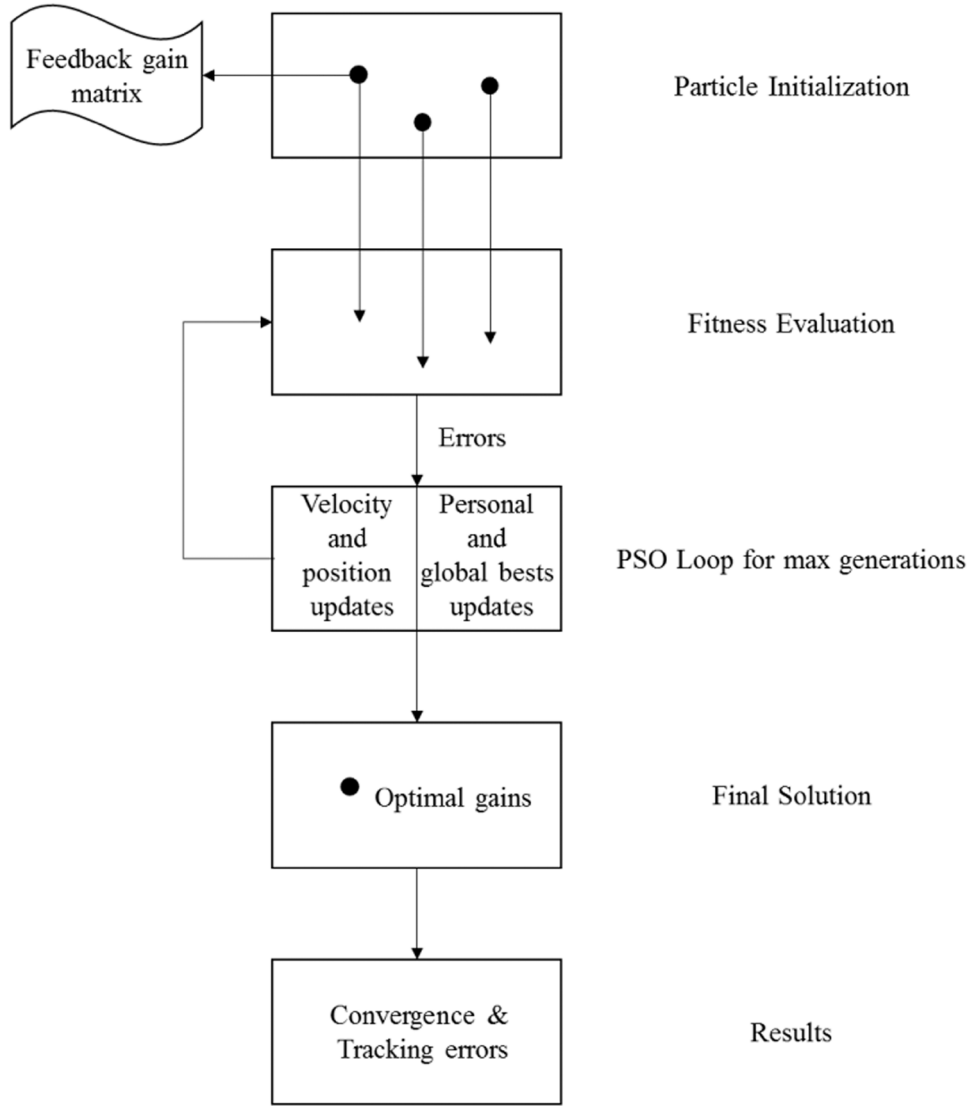 Feedback gain
matrix
Particle Initialization
Fitness Evaluation
Errors
Velocity
and
position
updates
Personal
and
global bests
updates
PSO Loop for max generations
Optimal gains
Final Solution
Convergence &
Tracking errors
Results